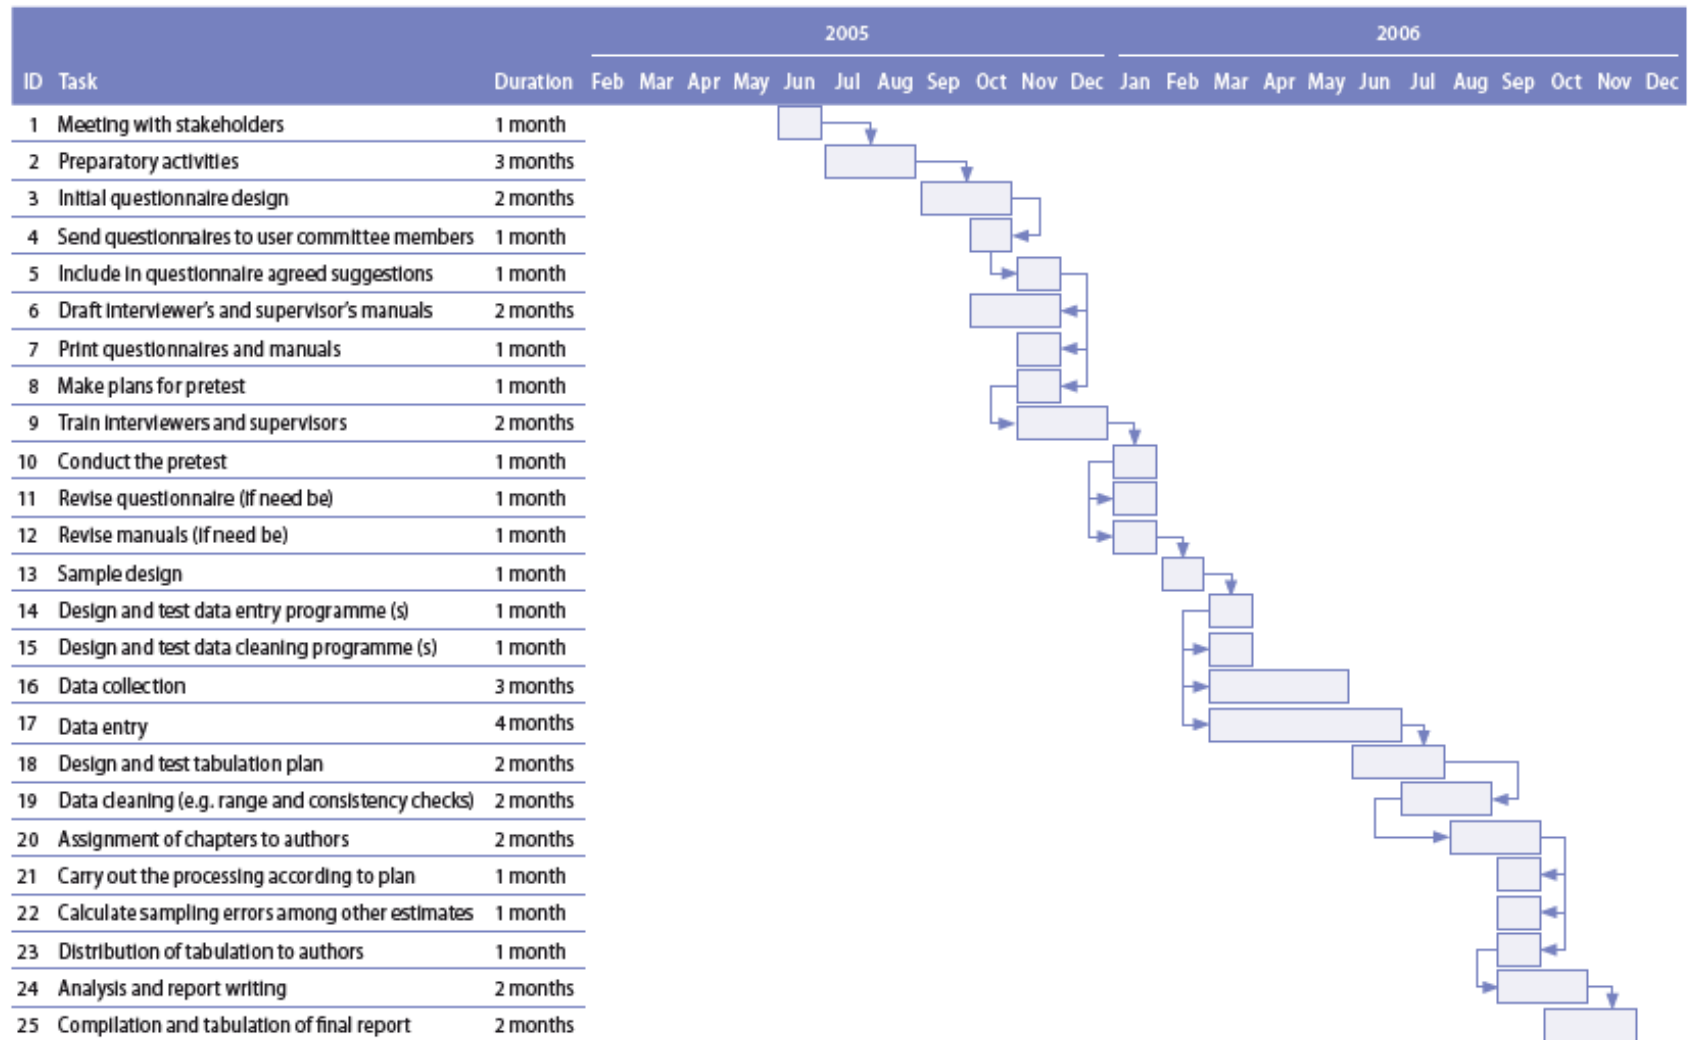 2005 2006
ID Task Duration Feb Mar Apr May Jun Jul Aug Sep Oct Nov Dec Jan Feb Mar Apr May Jun Jul Aug Sep Oct Nov Dec
1 Meeting with stakeholders 1 month
2 Preparatory activities 3 months
3 Initial questionnaire design 2 months
4 Send questionnaires to user committee members 1 month
5 Include in questionnaire agreed suggestions 1 month
6 Draft interviewer's and supervisor's manuals 2 months
7 Print questionnaires and manuals 1 month
8 Make plans for pretest 1 month
9 Train interviewers and supervisors 2 months
10 Conduct the pretest 1 month
11 Revise questionnaire (if need be) 1 month
12 Revise manuals (if need be) 1 month
13 Sample design 1 month
14 Design and test data entry programme (s) 1 month
15 Design and test data cleaning programme (s) 1 month
16 Data collection 3 months
17 Data entry 4 months
18 Design and test tabulation plan 2 months
19 Data cleaning (e.g. range and consistency checks) 2 months
20 Assignment of chapters to authors 2 months
21 Carry out the processing according to plan 1 month
22 Calculate sampling errors among other estimates 1 month
23 Distribution of tabulation to authors 1 month
24 Analysis and report writing 2 months
25 Compilation and tabulation of final report 2 months